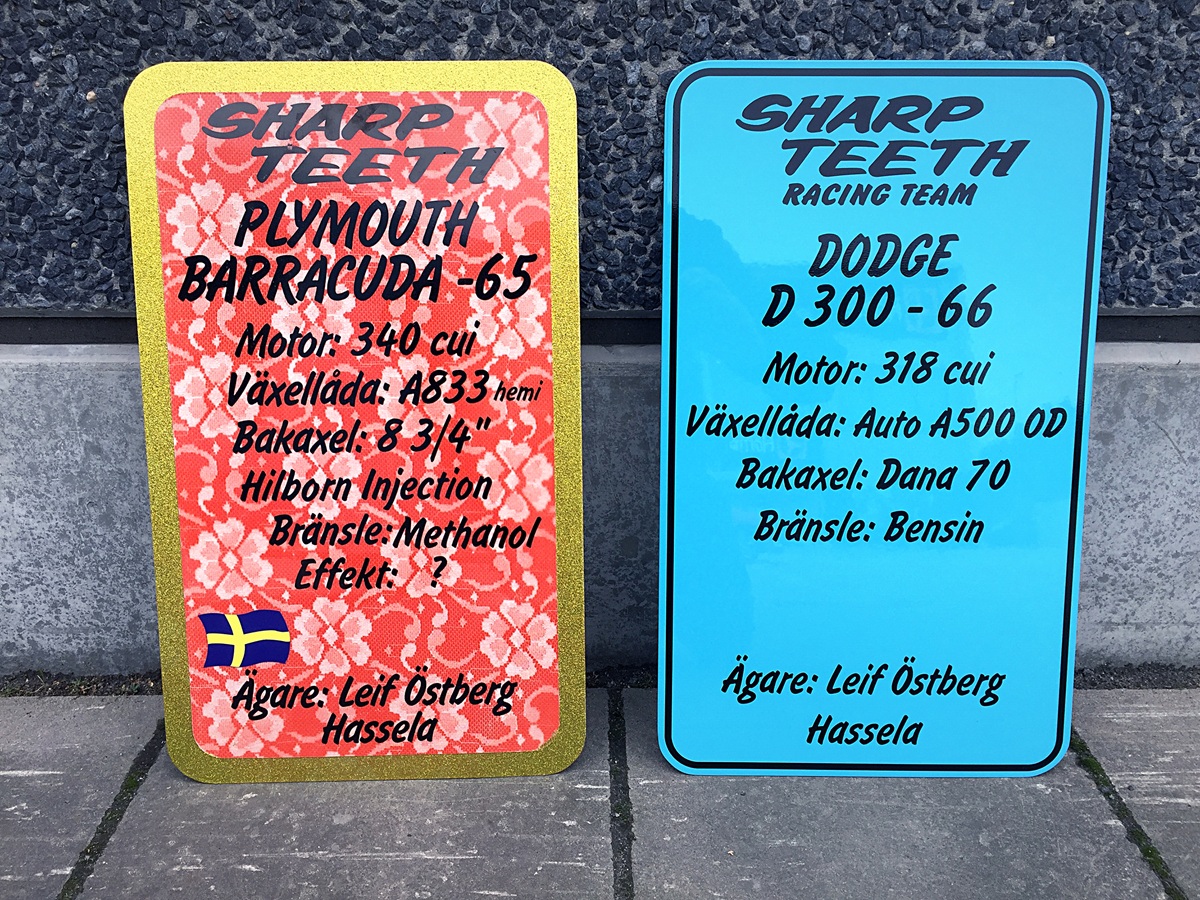 SHARP
TEETH
PLYMOUTH
BARRACUDA -65
Motor: 340 cui
Växellåda: A833 hemi
Bakaxel: 8 3/4"
Hilborn Injection
Bränsle: Methanol
Effekt: ?
Ägare: Leif Östberg
Hassela
SHARP
TEETH
RACING TEAM
DODGE
D 300 - 66
Motor: 318 cui
Växellåda: Auto A500 OD
Bakaxel: Dana 70
Bränsle: Bensin
Ägare: Leif Östberg
Hassela